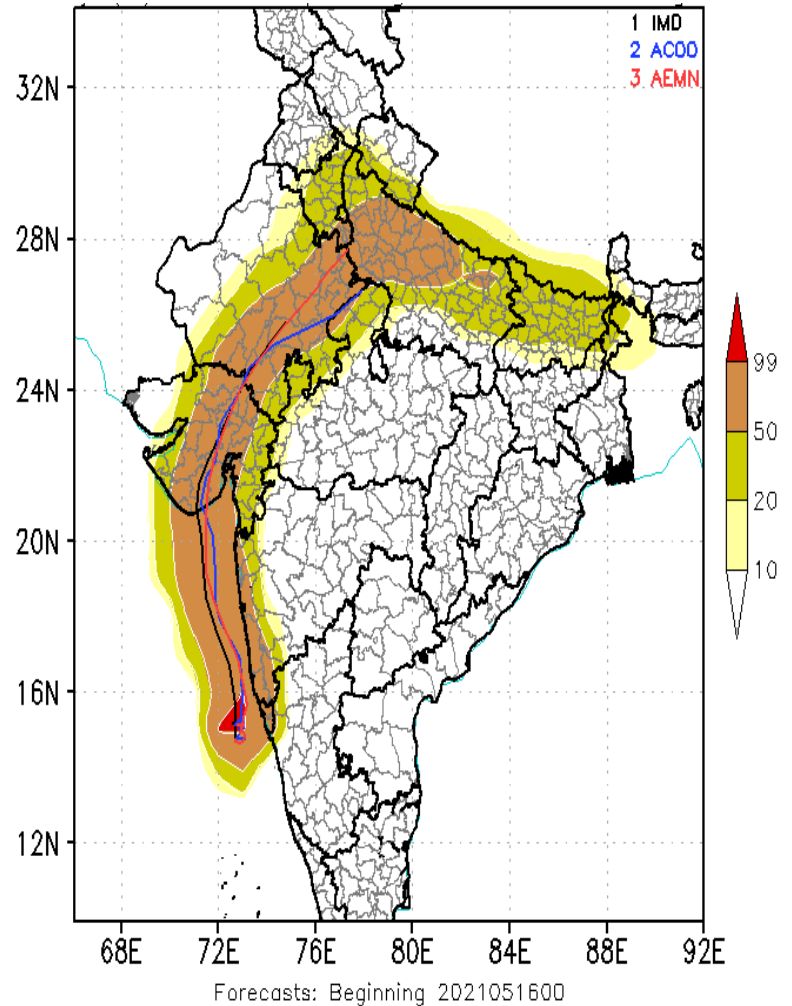 1 IMD
2 AC00
3 AEMN
32N
28N
24N
20N
16N
12N
99
50
20
10
68E 72E 76E 80E 84E 88E 92E
Forecasts: Beginning 2021051600